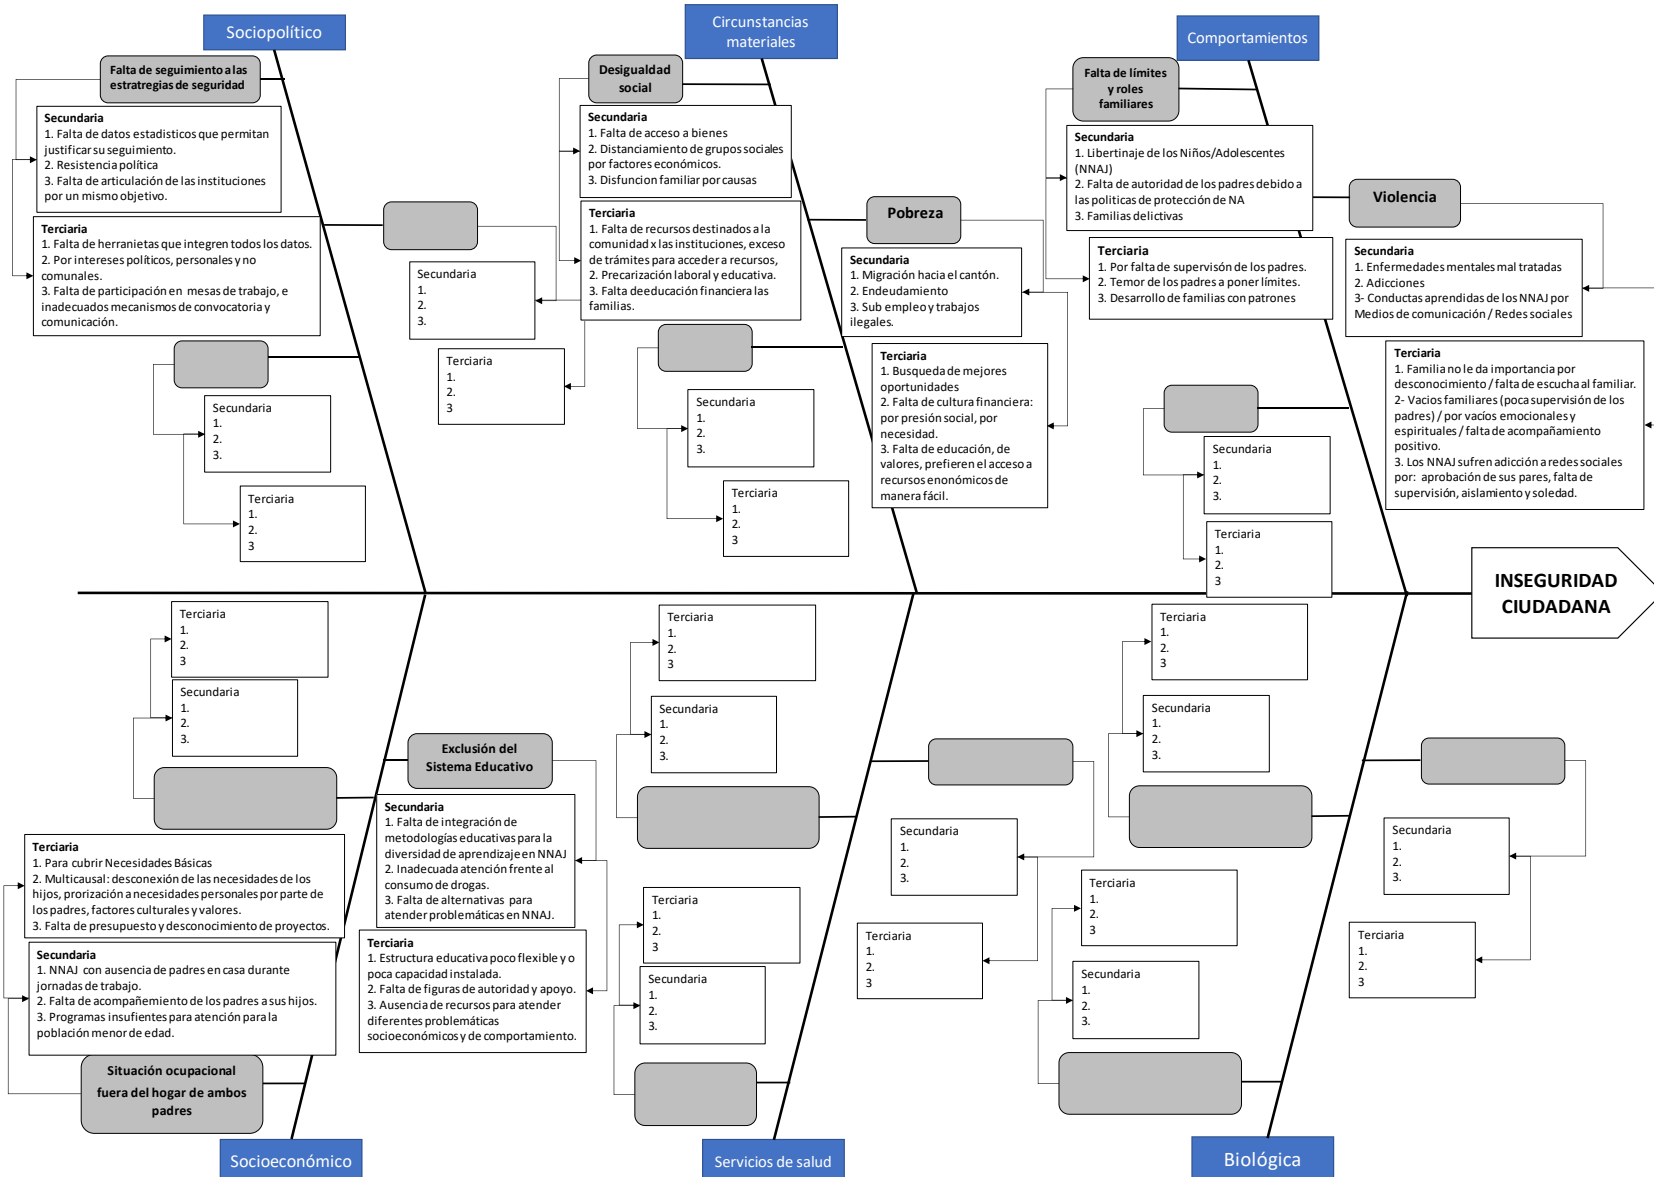 Sociopolítico
Falta de seguimiento a las
estratregias de seguridad
Secundaria
1. Falta de datos estadisticos que permitan
justificar su seguimiento.
2. Resistencia política
3. Falta de articulación de las instituciones
por un mismo objetivo.
Terciaria
1. Falta de herranietas que integren todos los datos.
2. Por intereses políticos, personales y no
comunales.
3. Falta de participación en mesas de trabajo, e
inadecuados mecanismos de convocatoria y
comunicación.
Secundaria
1.
2.
3.
Terciaria
1.
2.
3
Secundaria
1.
2.
3.
Terciaria
1.
2.
3
Circunstancias
materiales
Desigualdad
social
Secundaria
1. Falta de acceso a bienes
2. Distanciamiento de grupos sociales
por factores económicos.
3. Disfuncion familiar por causas
Terciaria
1. Falta de recursos destinados a la
comunidad x las instituciones, exceso
de trámites para acceder a recursos,
2. Precarización laboral y educativa.
3. Falta de educación financiera las
familias.
Pobreza
Secundaria
1. Migración hacia el cantón.
2. Endeudamiento
3. Sub empleo y trabajos
ilegales.
Terciaria
1. Busqueda de mejores
oportunidades
2. Falta de cultura financiera:
por presión social, por
necesidad.
3. Falta de educación, de
valores, prefieren el acceso a
recursos enonómicos de
manera fácil.
Secundaria
1.
2.
3.
Terciaria
1.
2.
3
Comportamientos
Falta de límites
y roles
familiares
Secundaria
1. Libertinaje de los Niños/Adolescentes
(NNAJ)
2. Falta de autoridad de los padres debido a
las politicas de protección de NA
3. Familias delictivas
Terciaria
1. Por falta de supervisón de los padres.
2. Temor de los padres a poner límites.
3. Desarrollo de familias con patrones
Violencia
Secundaria
1. Enfermedades mentales mal tratadas
2. Adicciones
3- Conductas aprendidas de los NNAJ por
Medios de comunicación / Redes sociales
Terciaria
1. Familia no le da importancia por
desconocimiento / falta de escucha al familiar.
2- Vacios familiares (poca supervisión de los
padres) / por vacíos emocionales y
espirituales / falta de acompañamiento
positivo.
3. Los NNAJ sufren adicción a redes sociales
por: aprobación de sus pares, falta de
supervisión, aislamiento y soledad.
Secundaria
1.
2.
3.
Terciaria
1.
2.
3
INSEGURIDAD
CIUDADANA
Terciaria
1.
2.
3
Secundaria
1.
2.
3.
Exclusión del
Sistema Educativo
Secundaria
1. Falta de integración de
metodologías educativas para la
diversidad de aprendizaje en NNAJ
2. Inadecuada atención frente al
consumo de drogas.
3. Falta de alternativas para
atender problemáticas en NNAJ.
Terciaria
1. Estructura educativa poco flexible y o
poca capacidad instalada.
2. Falta de figuras de autoridad y apoyo.
3. Ausencia de recursos para atender
diferentes problemáticas
socioeconómicos y de comportamiento.
Terciaria
1. Para cubrir Necesidades Básicas
2. Multicausal: desconexión de las necesidades de los
hijos, prorización a necesidades personales por parte de
los padres, factores culturales y valores.
3. Falta de presupuesto y desconocimiento de proyectos.
Secundaria
1. NNAJ con ausencia de padres en casa durante
jornadas de trabajo.
2. Falta de acompañemiento de los padres a sus hijos.
3. Programas insufientes para atención para la
población menor de edad.
Situación ocupacional
fuera del hogar de ambos
padres
Socioeconómico
Terciaria
1.
2.
3
Secundaria
1.
2.
3.
Secundaria
1.
2.
3.
Terciaria
1.
2.
3
Terciaria
1.
2.
3
Secundaria
1.
2.
3.
Servicios de salud
Terciaria
1.
2.
3
Secundaria
1.
2.
3.
Secundaria
1.
2.
3.
Terciaria
1.
2.
3
Terciaria
1.
2.
3
Secundaria
1.
2.
3.
Biológica